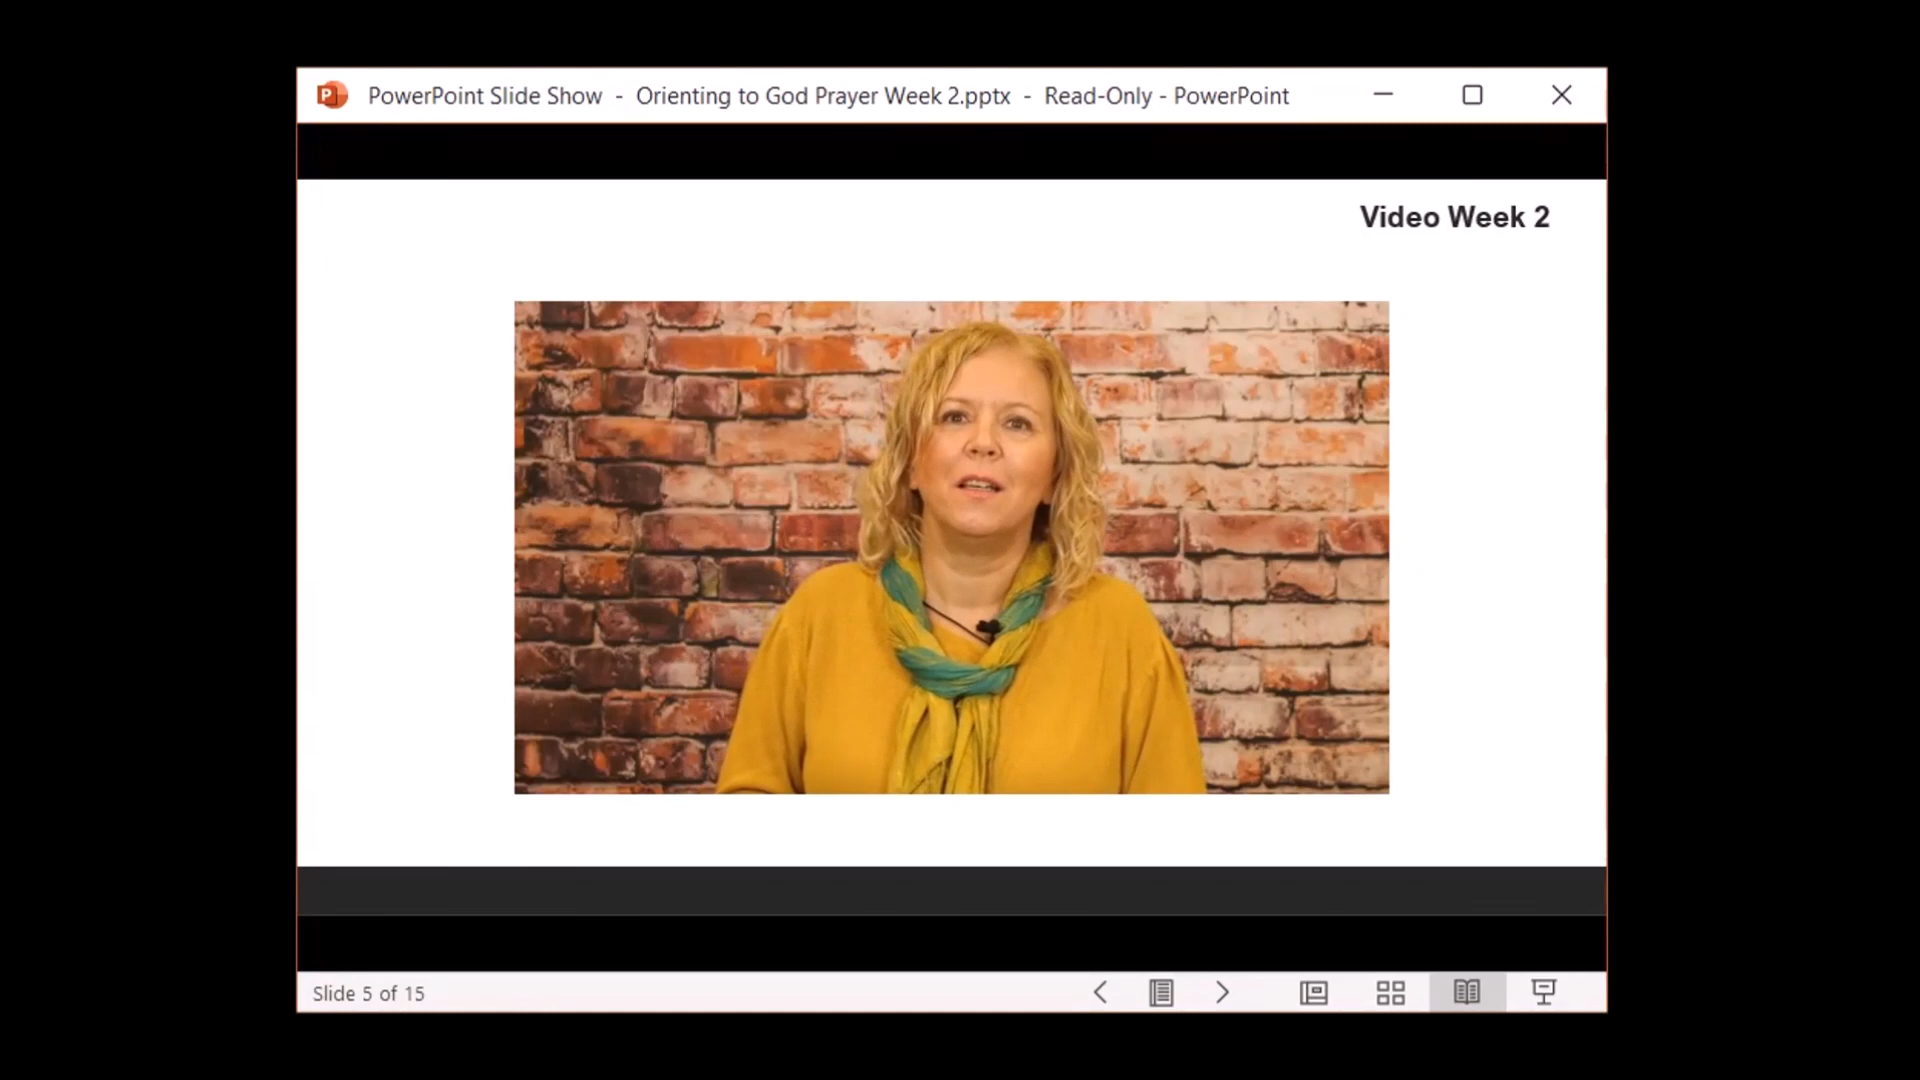 PowerPoint Slide Show - Orienting to God Prayer Week 2.pptx - Read-Only - PowerPoint
Video Week 2
Slide 5 of 15